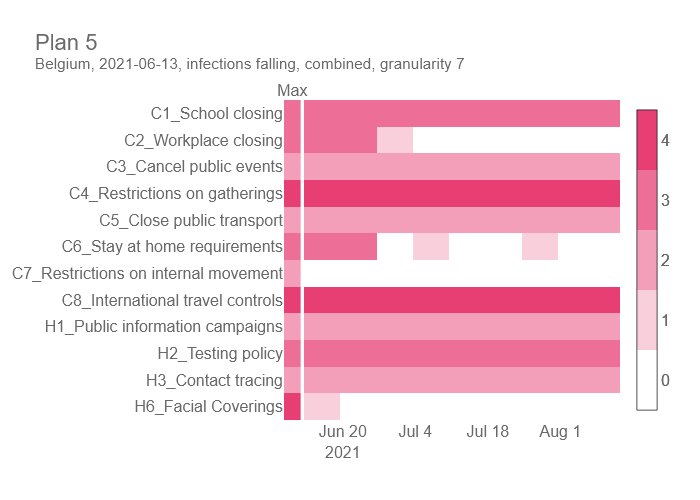 Plan 5
Belgium, 2021-06-13, infections falling, combined, granularity 7
Max
C1_School closing
C2_Workplace closing
C3_Cancel public events
C4_Restrictions on gatherings
C5_Close public transport
C6_Stay at home requirements
C7_Restrictions on internal movement
C8_International travel controls
H1_Public information campaigns
H2_Testing policy
H3_Contact tracing
H6_Facial Coverings
Jun 20 Jul 4 Jul 18 Aug 1
2021
4
3
2
1
0